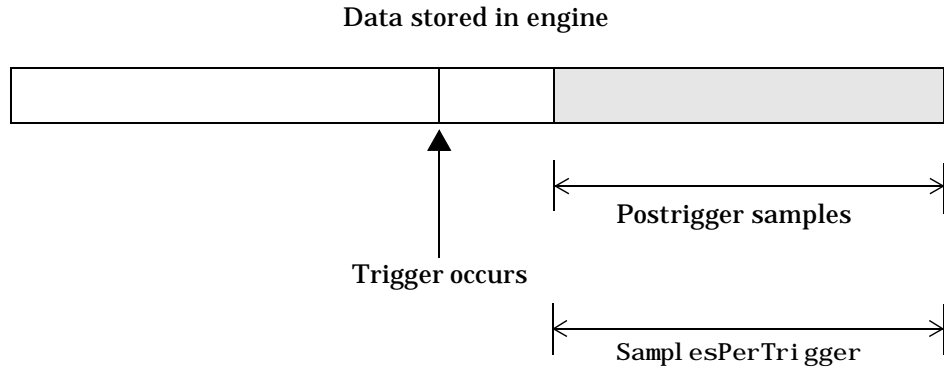 Data stored in engine
Postrigger samples
Trigger occurs
SamplesPerTrigger